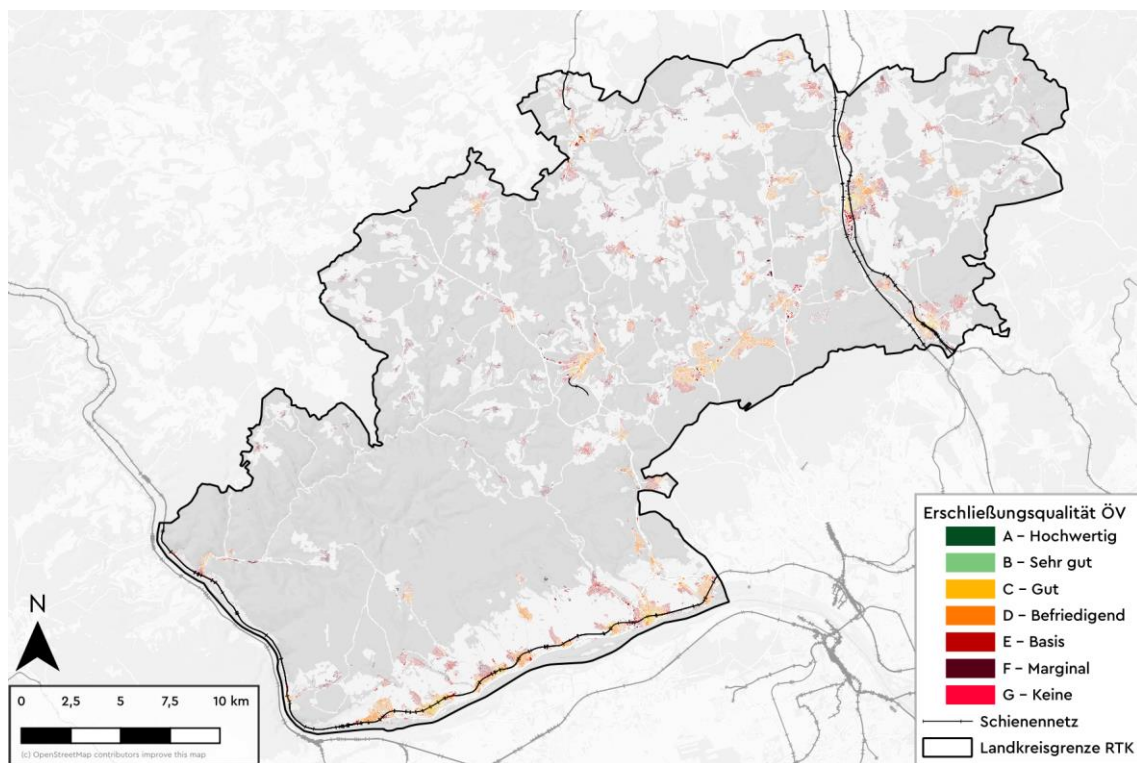 N
0 2,5 5 7,5 10 km
(c) OpenStreetMap contributors improve this map
Erschließungsqualität ÖV
A – Hochwertig
B – Sehr gut
C – Gut
D – Befriedigend
E – Basis
F – Marginal
G – Keine
Schienennetz
Landkreisgrenze RTK